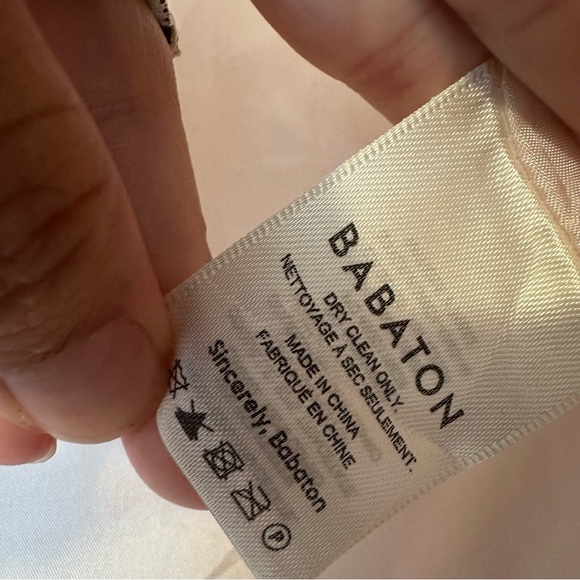 BABATON
DRY CLEAN ONLY.
NETTOYAGE À SEC SEULEMENT.
MADE IN CHINA
FABRIQUÉ EN CHINE
Sincerely, Babaton
P